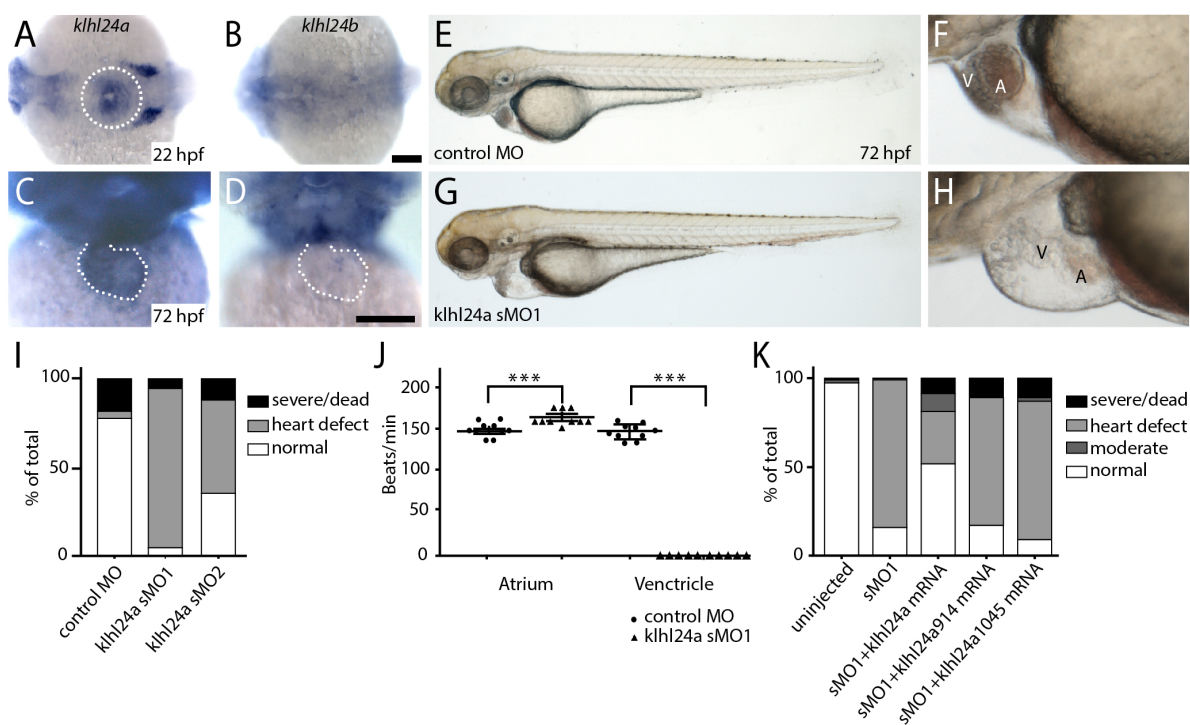 A
klhl24a
22 hpf
B
klhl24b
C
72 hpf
D
E
control MO
72 hpf
F
V
A
G
klhl24a sMO1
H
V
A
I
% of total
100
50
0
control MO
klhl24a sMO1
klhl24a sMO2
severe/dead
heart defect
normal
J
Beats/min
200
150
100
50
0
***
***
Atrium
Venctricle
control MO
klhl24a sMO1
K
% of total
100
50
0
uninjected
sMO1
sMO1+klhl24a mRNA
sMO1+klhl24a914 mRNA
sMO1+klhl24a1045 mRNA
severe/dead
heart defect
moderate
normal